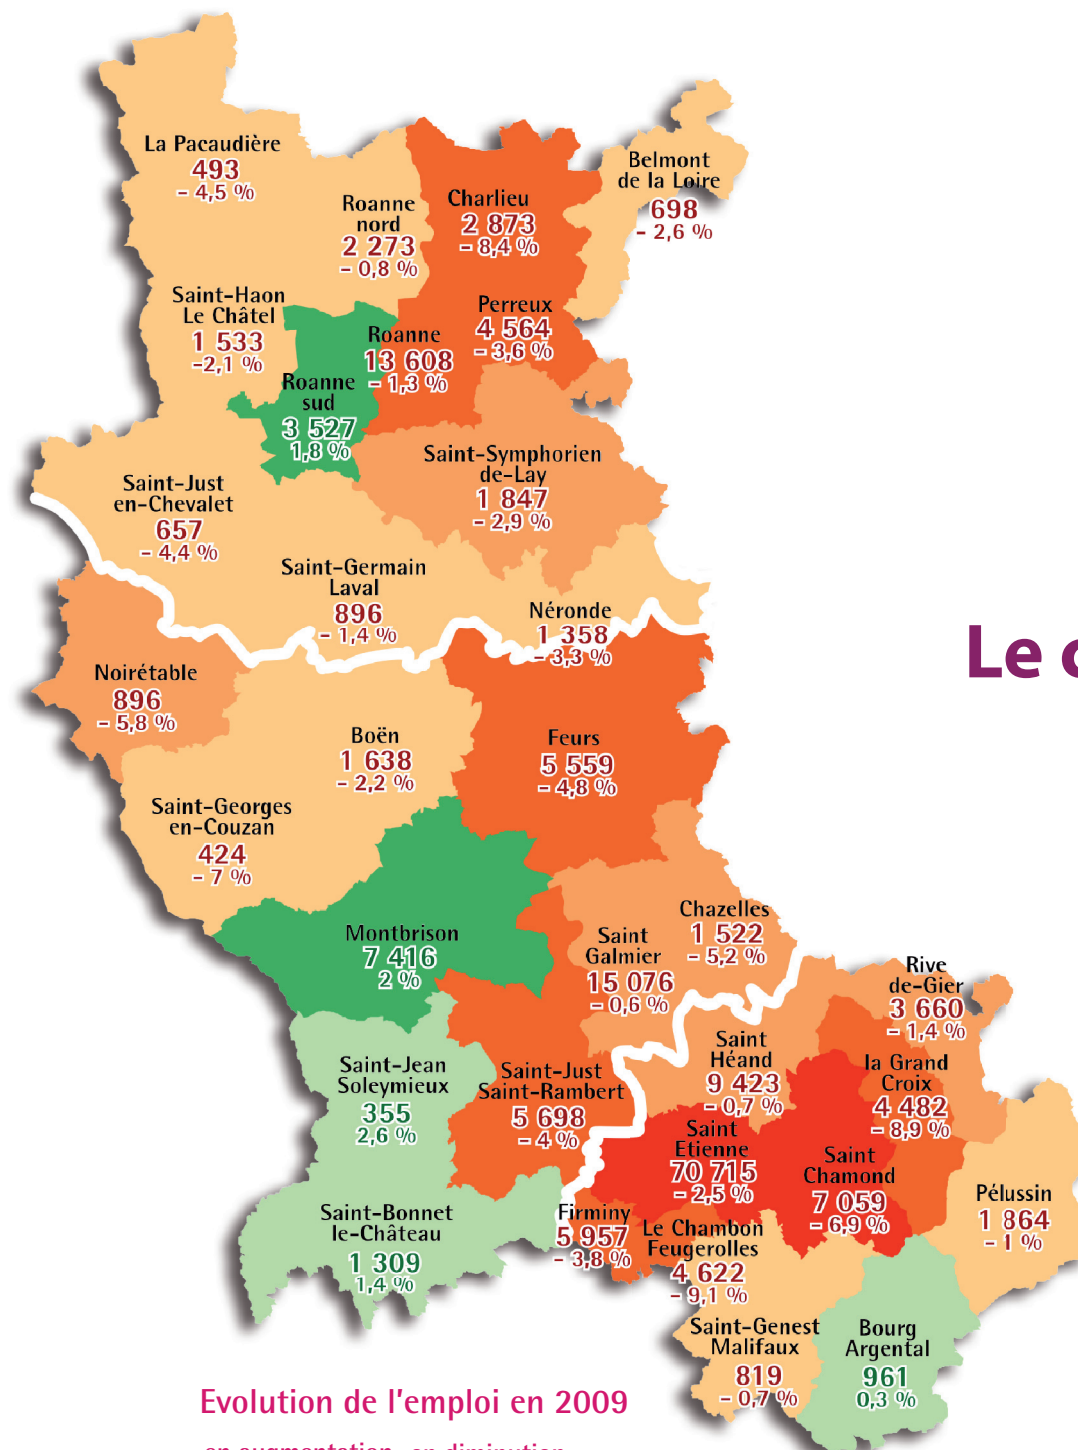 La Pacaudière
493
- 4,5 %
Roanne
nord
2 273
- 0,8 %
Charlieu
2 873
- 8,4 %
Belmont
de la Loire
698
- 2,6 %
Saint-Haon
Le Châtel
1 533
-2,1 %
Roanne
13 608
- 1,3 %
Perreux
4 564
- 3,6 %
Roanne
sud
3 527
1,8 %
Saint-Symphorien
de-Lay
1 847
- 2,9 %
Saint-Just
en-Chevalet
657
- 4,4 %
Saint-Germain
Laval
896
- 1,4 %
Néronde
1 358
- 3,3 %
Le c
Noirétable
896
- 5,8 %
Boën
1 638
- 2,2 %
Feurs
5 559
- 4,8 %
Saint-Georges
en-Couzan
424
- 7 %
Montbrison
7 416
2 %
Saint
Galmier
15 076
- 0,6 %
Chazelles
1 522
- 5,2 %
Rive
de-Gier
3 660
- 1,4 %
Saint-Jean
Soleymieux
355
2,6 %
Saint-Just
Saint-Rambert
5 698
- 4 %
Saint
Héand
9 423
- 0,7 %
la Grand
Croix
4 482
- 8,9 %
Saint
Etienne
70 715
- 2,5 %
Saint
Chamond
7 059
- 6,9 %
Pélussin
1 864
- 1 %
Saint-Bonnet
le-Château
1 309
1,4 %
Firminy
5 957
- 3,8 %
Le Chambon
Feugerolles
4 622
- 9,1 %
Saint-Genest
Malifaux
819
- 0,7 %
Bourg
Argental
961
0,3 %
Evolution de l'emploi en 2009
en augmentation en diminution